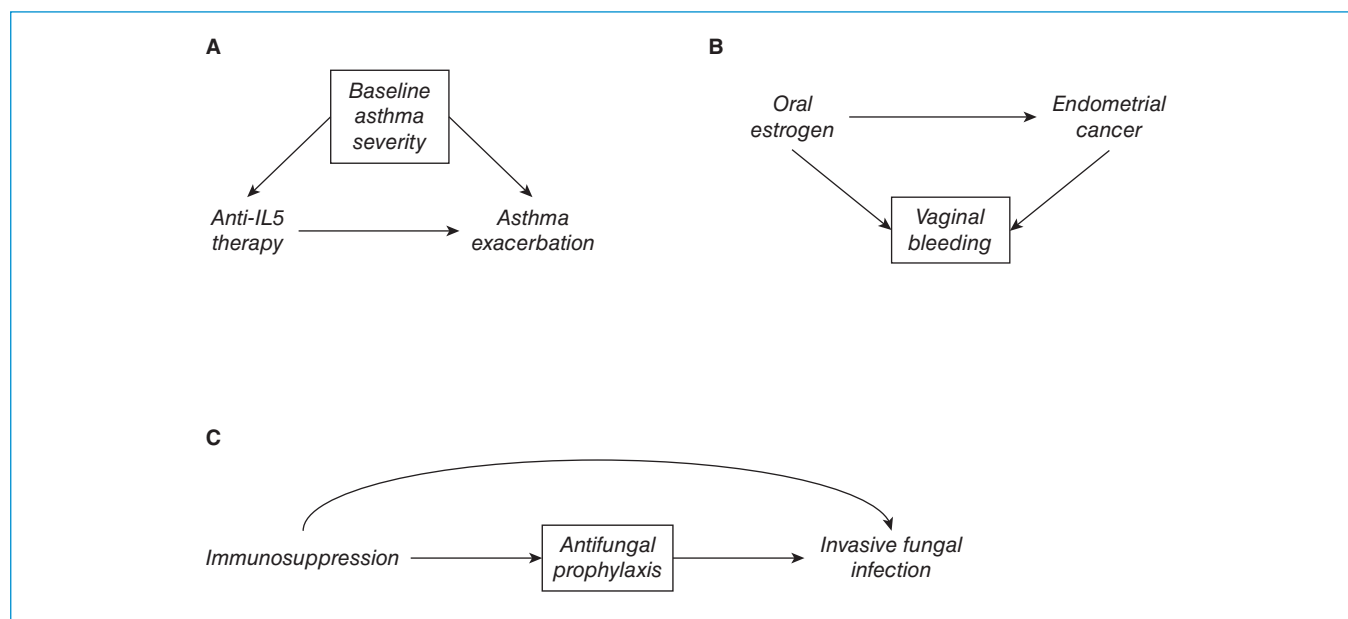 A
Baseline
asthma
severity
Anti-IL5
therapy
Asthma
exacerbation
B
Oral
estrogen
Endometrial
cancer
Vaginal
bleeding
C
Immunosuppression
Antifungal
prophylaxis
Invasive fungal
infection